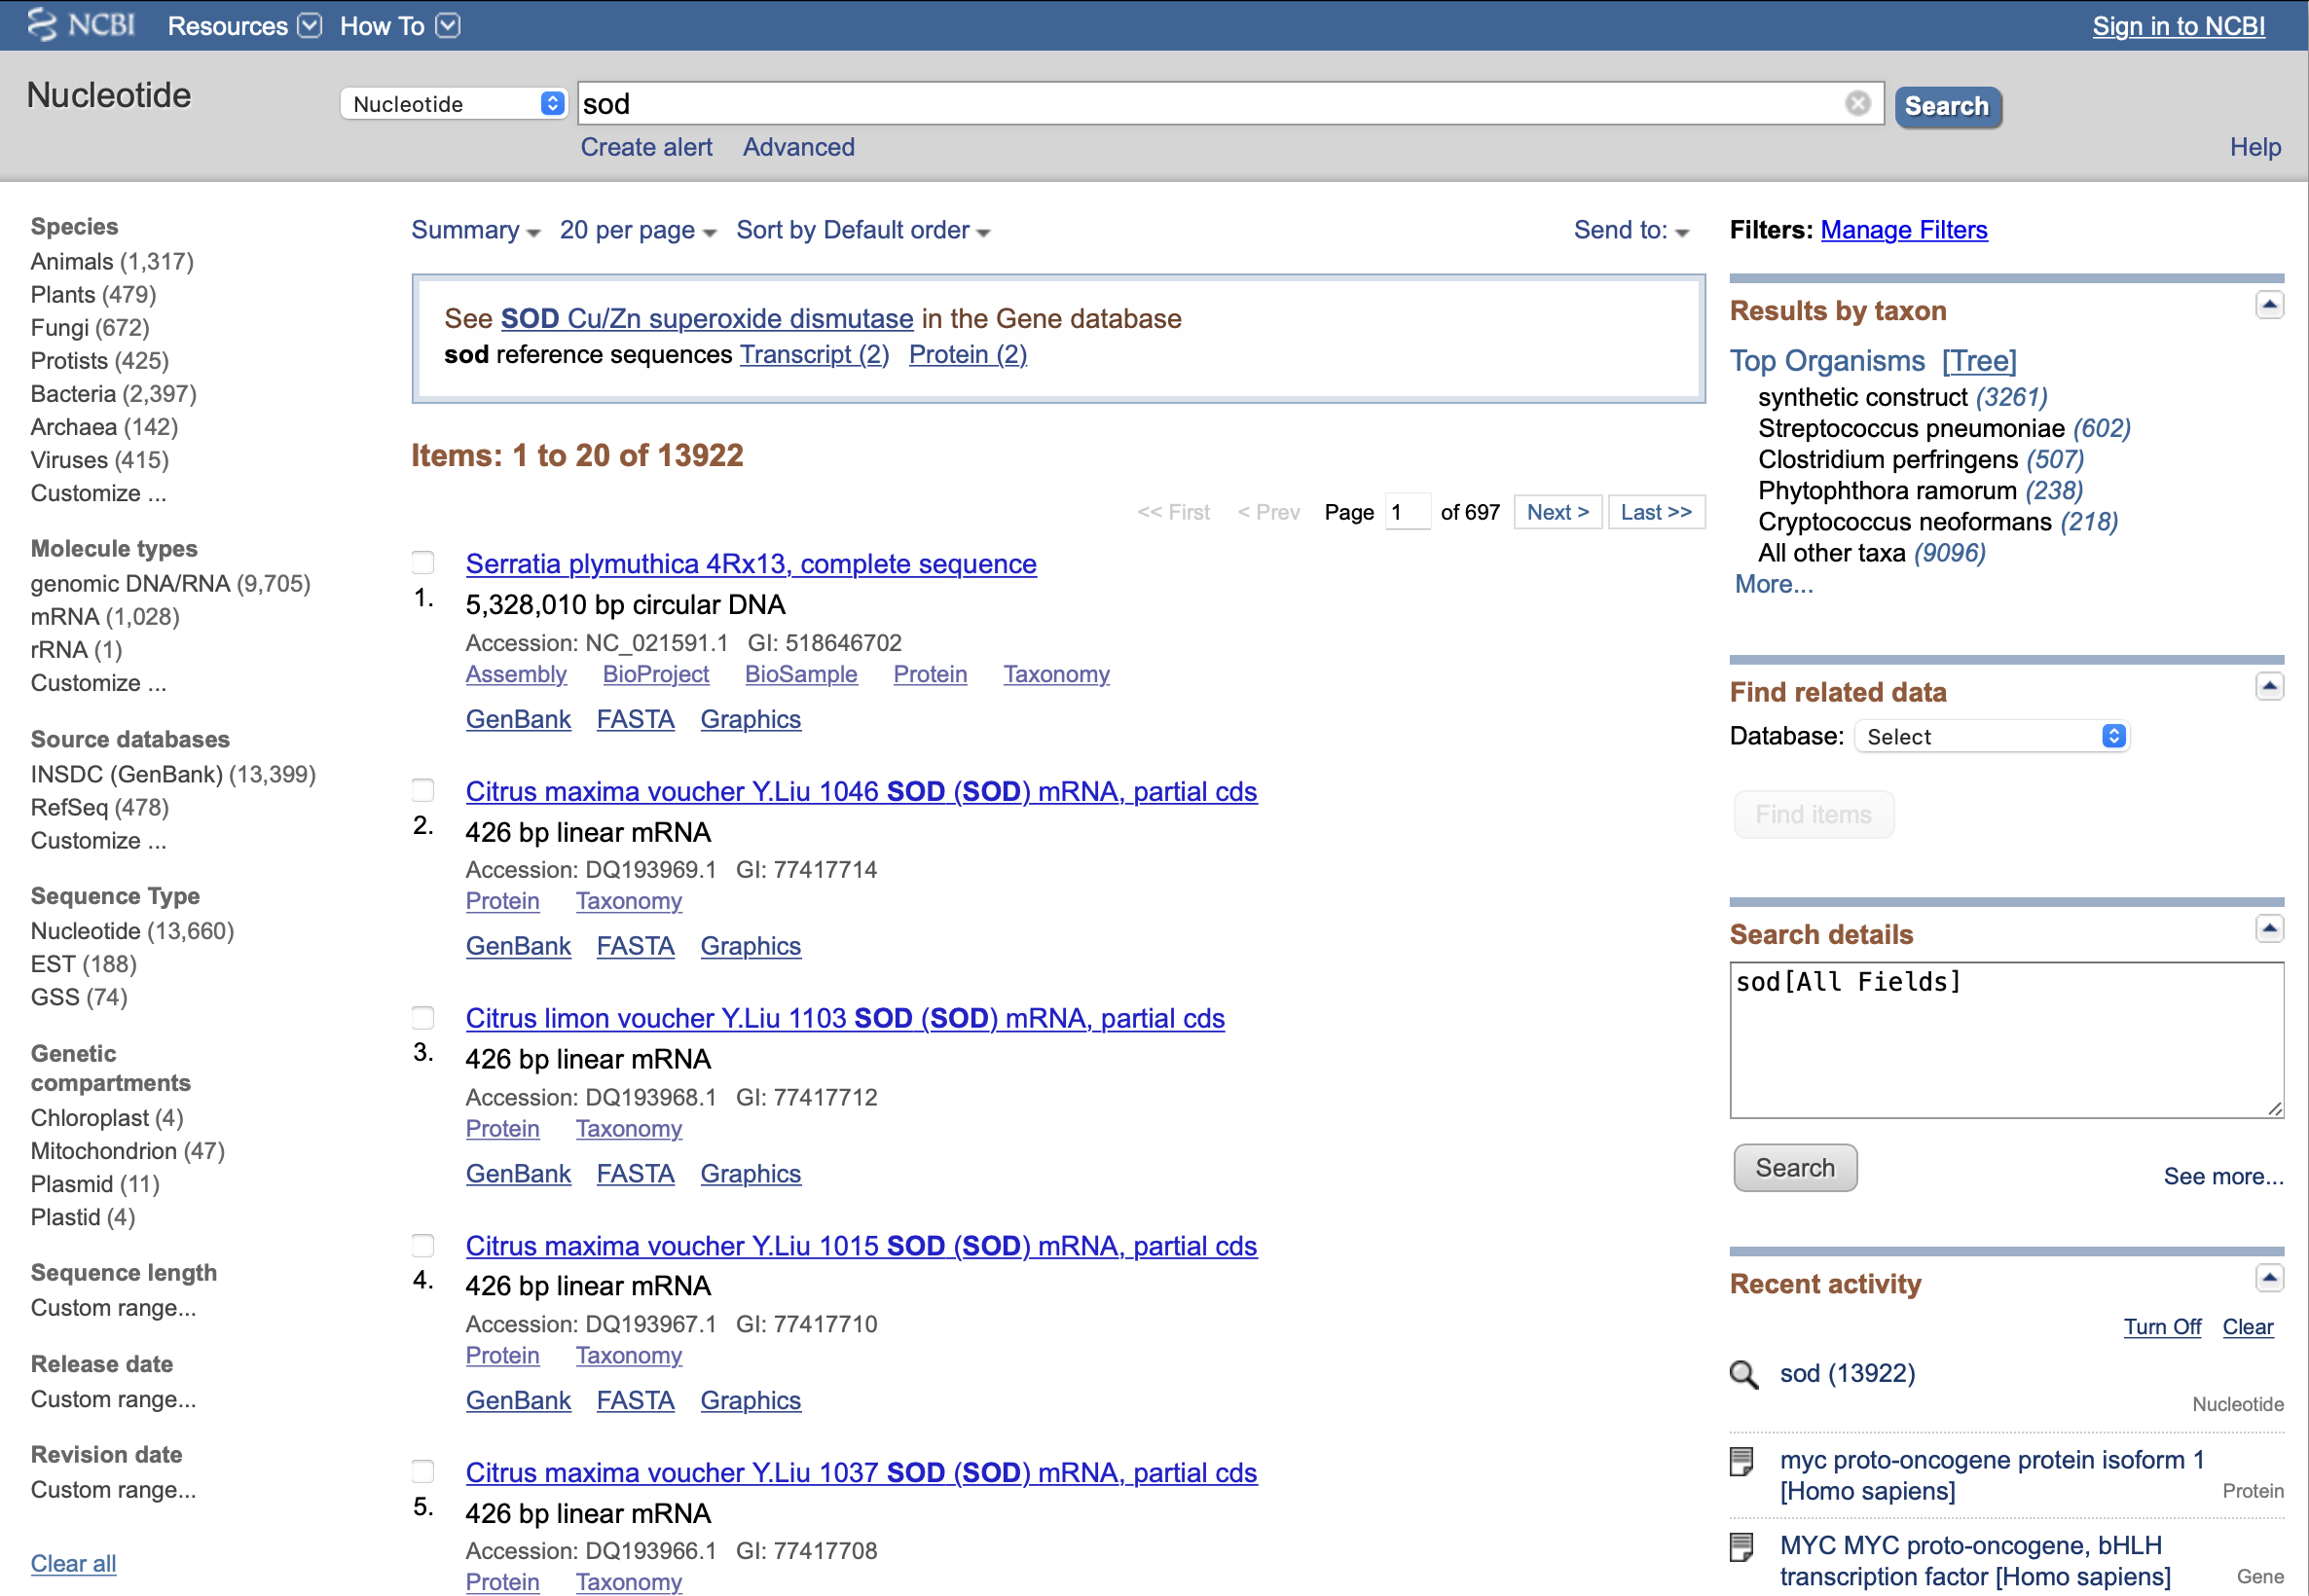 NCBI Resources How To Sign in to NCBI
Nucleotide Nucleotide sod Search
Create alert Advanced Help
Species
Animals (1,317)
Plants (479)
Fungi (672)
Protists (425)
Bacteria (2,397)
Archaea (142)
Viruses (415)
Customize ...
Molecule types
genomic DNA/RNA (9,705)
mRNA (1,028)
rRNA (1)
Customize ...
Source databases
INSDC (GenBank) (13,399)
RefSeq (478)
Customize ...
Sequence Type
Nucleotide (13,660)
EST (188)
GSS (74)
Genetic
compartments
Chloroplast (4)
Mitochondrion (47)
Plasmid (11)
Plastid (4)
Sequence length
Custom range...
Release date
Custom range...
Revision date
Custom range...
Clear all
Summary 20 per page Sort by Default order Send to:
See SOD Cu/Zn superoxide dismutase in the Gene database
sod reference sequences Transcript (2) Protein (2)
Items: 1 to 20 of 13922
<< First < Prev Page 1 of 697 Next > Last >>
Serratia plymuthica 4Rx13, complete sequence
1. 5,328,010 bp circular DNA
Accession: NC_021591.1 GI: 518646702
Assembly BioProject BioSample Protein Taxonomy
GenBank FASTA Graphics
Citrus maxima voucher Y.Liu 1046 SOD (SOD) mRNA, partial cds
2. 426 bp linear mRNA
Accession: DQ193969.1 GI: 77417714
Protein Taxonomy
GenBank FASTA Graphics
Citrus limon voucher Y.Liu 1103 SOD (SOD) mRNA, partial cds
3. 426 bp linear mRNA
Accession: DQ193968.1 GI: 77417712
Protein Taxonomy
GenBank FASTA Graphics
Citrus maxima voucher Y.Liu 1015 SOD (SOD) mRNA, partial cds
4. 426 bp linear mRNA
Accession: DQ193967.1 GI: 77417710
Protein Taxonomy
GenBank FASTA Graphics
Citrus maxima voucher Y.Liu 1037 SOD (SOD) mRNA, partial cds
5. 426 bp linear mRNA
Accession: DQ193966.1 GI: 77417708
Protein Taxonomy
Filters: Manage Filters
Results by taxon
Top Organisms [Tree]
synthetic construct (3261)
Streptococcus pneumoniae (602)
Clostridium perfringens (507)
Phytophthora ramorum (238)
Cryptococcus neoformans (218)
All other taxa (9096)
More...
Find related data
Database: Select
Find items
Search details
sod[All Fields]
Search See more...
Recent activity
Turn Off Clear
sod (13922)
Nucleotide
myc proto-oncogene protein isoform 1
[Homo sapiens] Protein
MYC MYC proto-oncogene, bHLH
transcription factor [Homo sapiens] Gene